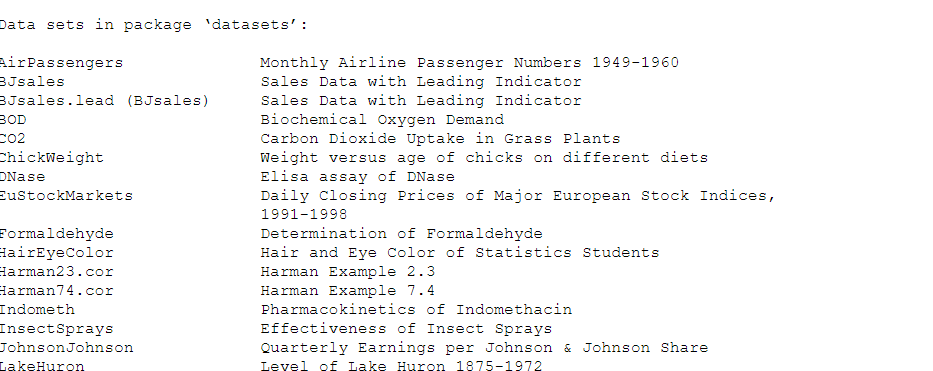 Data sets in package ‘datasets’:
AirPassengers Monthly Airline Passenger Numbers 1949-1960
BJsales Sales Data with Leading Indicator
BJsales.lead (BJsales) Sales Data with Leading Indicator
BOD Biochemical Oxygen Demand
CO2 Carbon Dioxide Uptake in Grass Plants
ChickWeight Weight versus age of chicks on different diets
DNase Elisa assay of DNase
EuStockMarkets Daily Closing Prices of Major European Stock Indices,
1991-1998
Formaldehyde Determination of Formaldehyde
HairEyeColor Hair and Eye Color of Statistics Students
Harman23.cor Harman Example 2.3
Harman74.cor Harman Example 7.4
Indometh Pharmacokinetics of Indomethacin
InsectSprays Effectiveness of Insect Sprays
JohnsonJohnson Quarterly Earnings per Johnson & Johnson Share
LakeHuron Level of Lake Huron 1875-1972